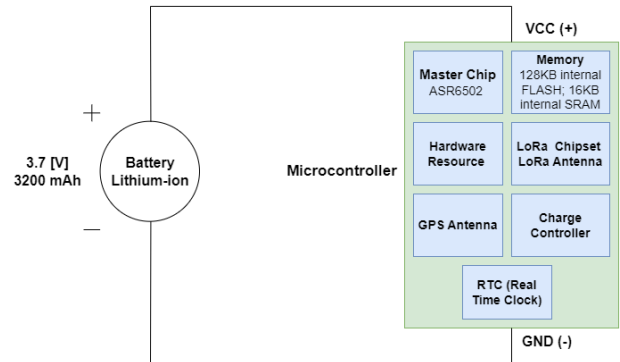 VCC (+)
Master Chip
ASR6502
Memory
128KB internal
FLASH; 16KB
internal SRAM
+
3.7 [V]
3200 mAh
Battery
Lithium-ion
−
Microcontroller
Hardware
Resource
LoRa Chipset
LoRa Antenna
GPS Antenna
Charge
Controller
RTC (Real
Time Clock)
GND (-)